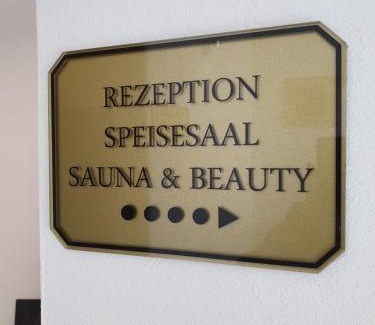 REZEPTION
SPEISESAAL
SAUNA & BEAUTY